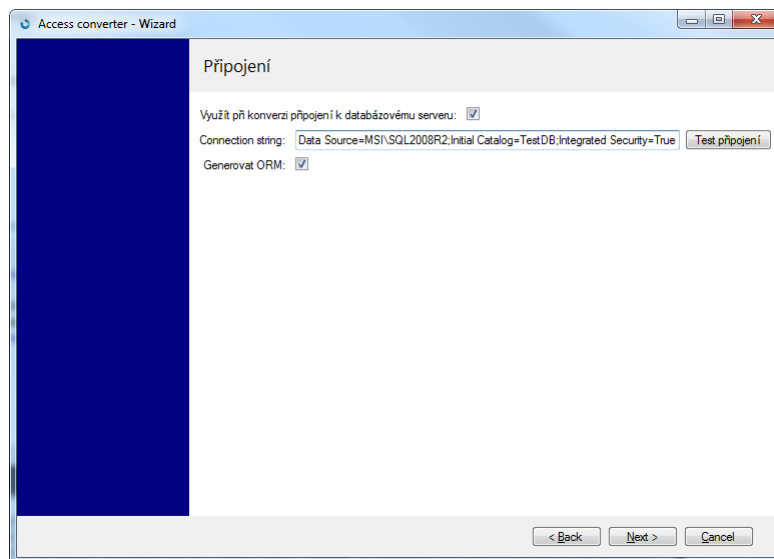 Access converter - Wizard
Připojení
Využít při konverzi připojení k databázovému serveru:
Connection string: Data Source=MSI\SQL2008R2;Initial Catalog=TestDB;Integrated Security=True Test připojení
Generovat ORM:
< Back Next > Cancel